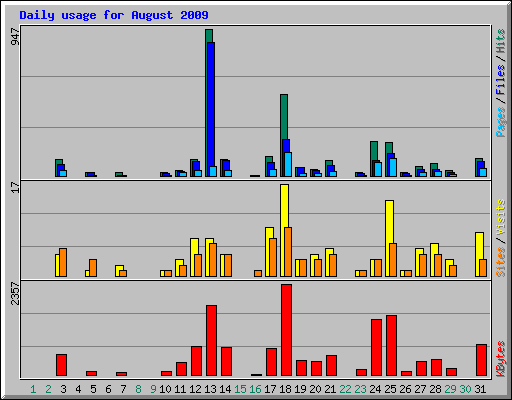 Daily usage for August 2009
947
Pages / Files / Hits
17
Sites / Visits
2357
KBytes
1 2 3 4 5 6 7 8 9 10 11 12 13 14 15 16 17 18 19 20 21 22 23 24 25 26 27 28 29 30 31